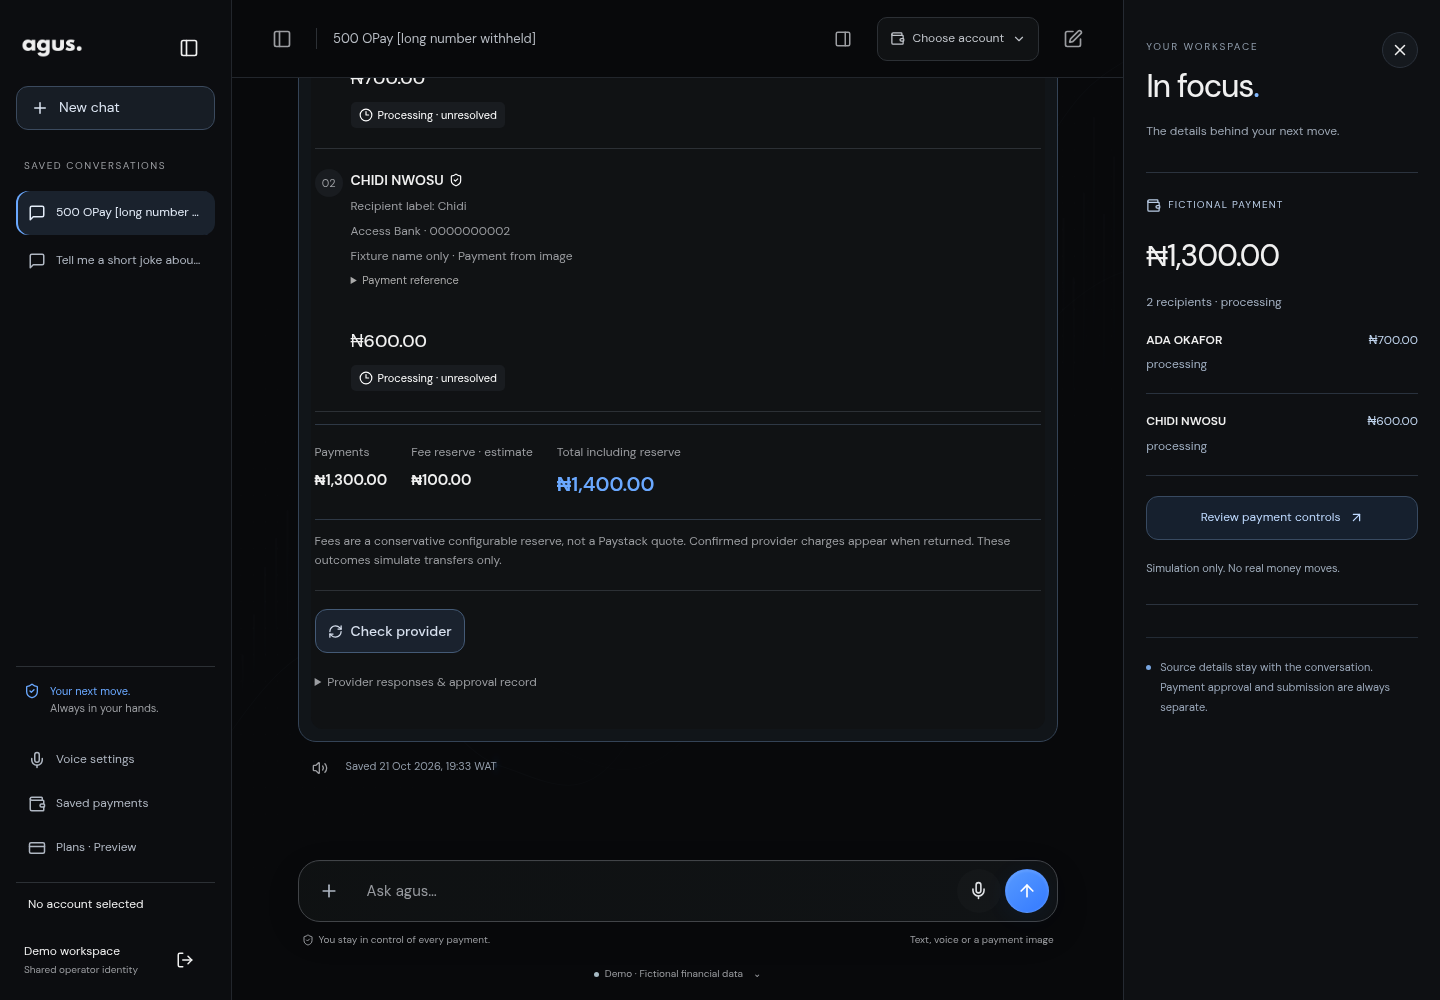 agus.
New chat
SAVED CONVERSATIONS
500 OPay [long number ...
Tell me a short joke abou...
Your next move.
Always in your hands.
Voice settings
Saved payments
Plans · Preview
No account selected
Demo workspace
Shared operator identity
500 OPay [long number withheld]
Choose account
₦700.00
Processing · unresolved
02
CHIDI NWOSU
Recipient label: Chidi
Access Bank · 0000000002
Fixture name only · Payment from image
Payment reference
₦600.00
Processing · unresolved
Payments
Fee reserve · estimate
Total including reserve
₦1,300.00
₦100.00
₦1,400.00
Fees are a conservative configurable reserve, not a Paystack quote. Confirmed provider charges appear when returned. These
outcomes simulate transfers only.
Check provider
Provider responses & approval record
Saved 21 Oct 2026, 19:33 WAT
Ask agus...
You stay in control of every payment.
Text, voice or a payment image
Demo · Fictional financial data
YOUR WORKSPACE
In focus.
The details behind your next move.
FICTIONAL PAYMENT
₦1,300.00
2 recipients · processing
ADA OKAFOR
₦700.00
processing
CHIDI NWOSU
₦600.00
processing
Review payment controls
Simulation only. No real money moves.
Source details stay with the conversation.
Payment approval and submission are always
separate.